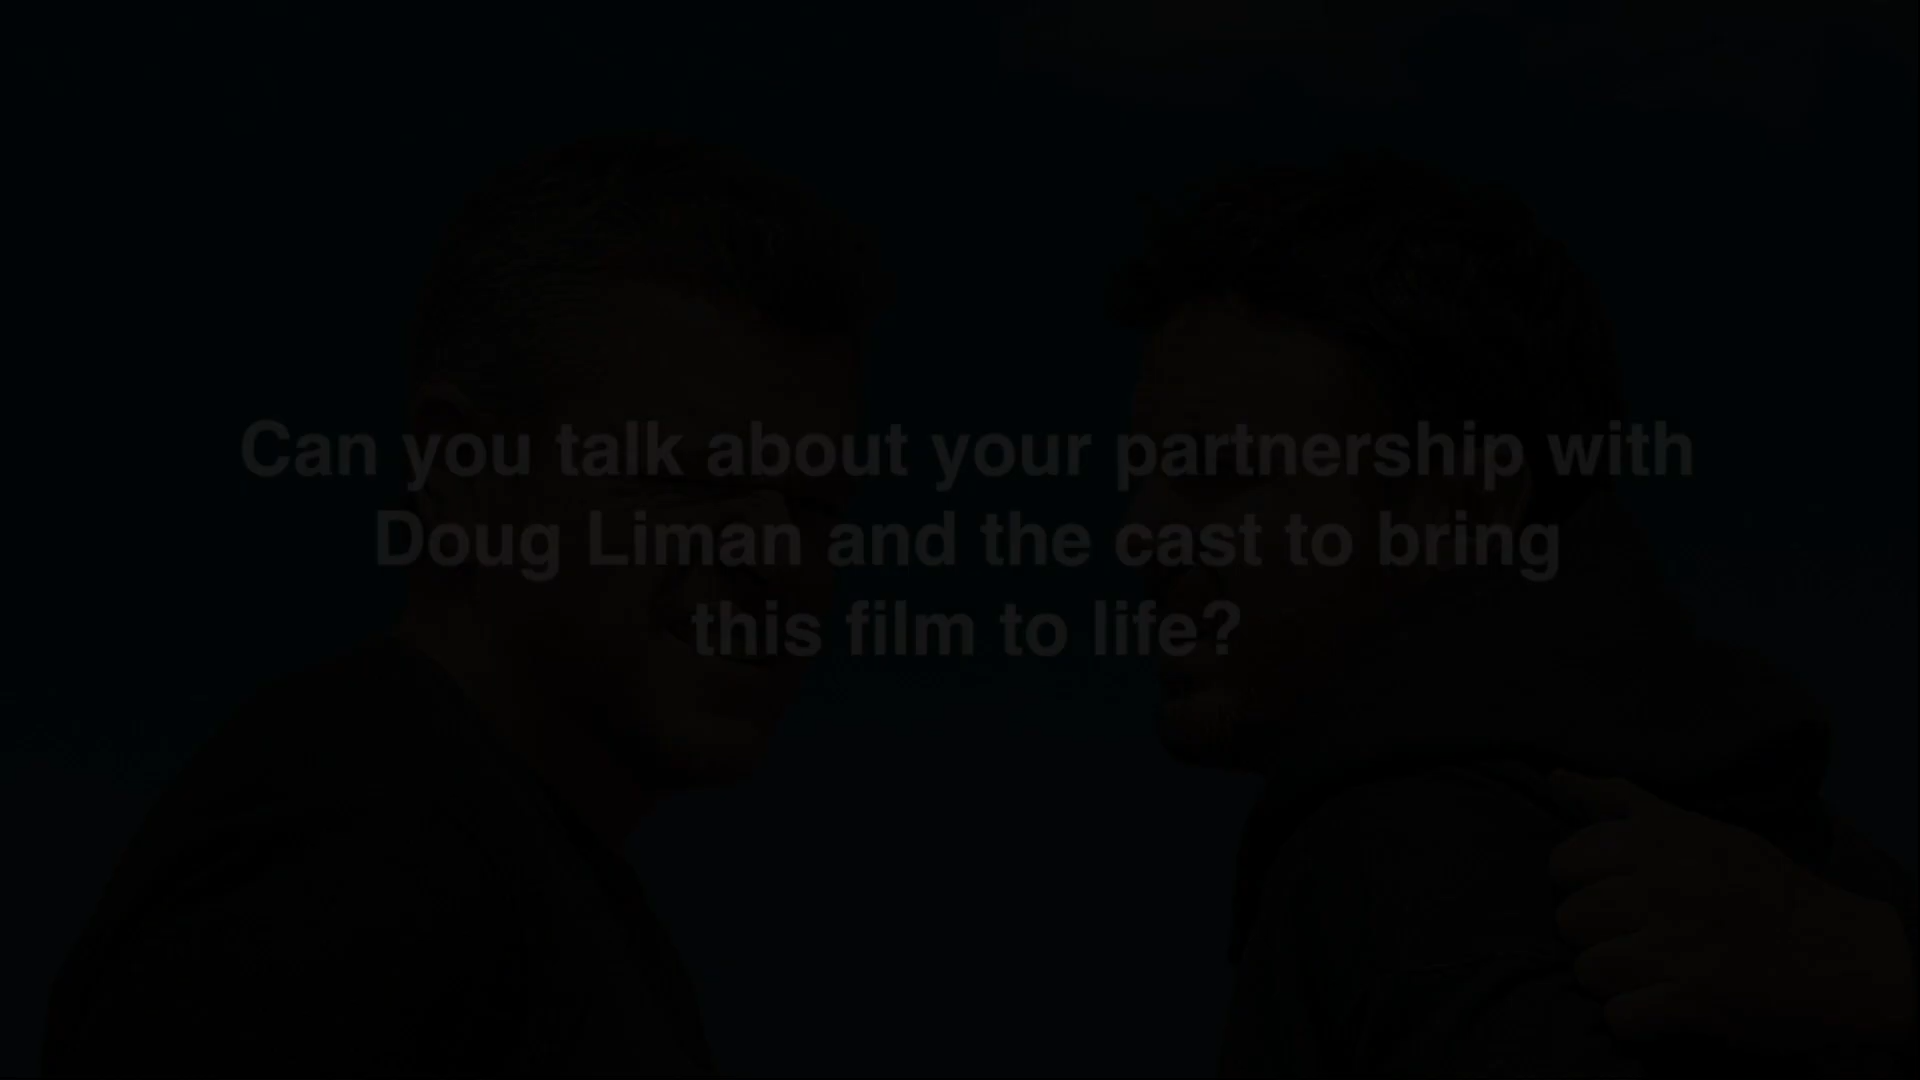 Can you talk about your partnership with
Doug Liman and the cast to bring
this film to life?